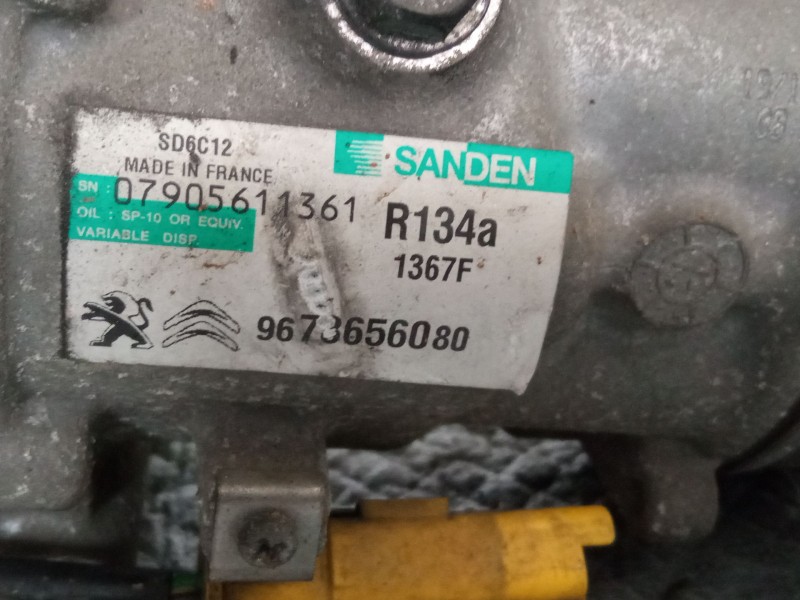 SD6C12
MADE IN FRANCE
SANDEN
SN : 07905611361
OIL : SP-10 OR EQUIV.
VARIABLE DISP.
R134a
1367F
9673656080